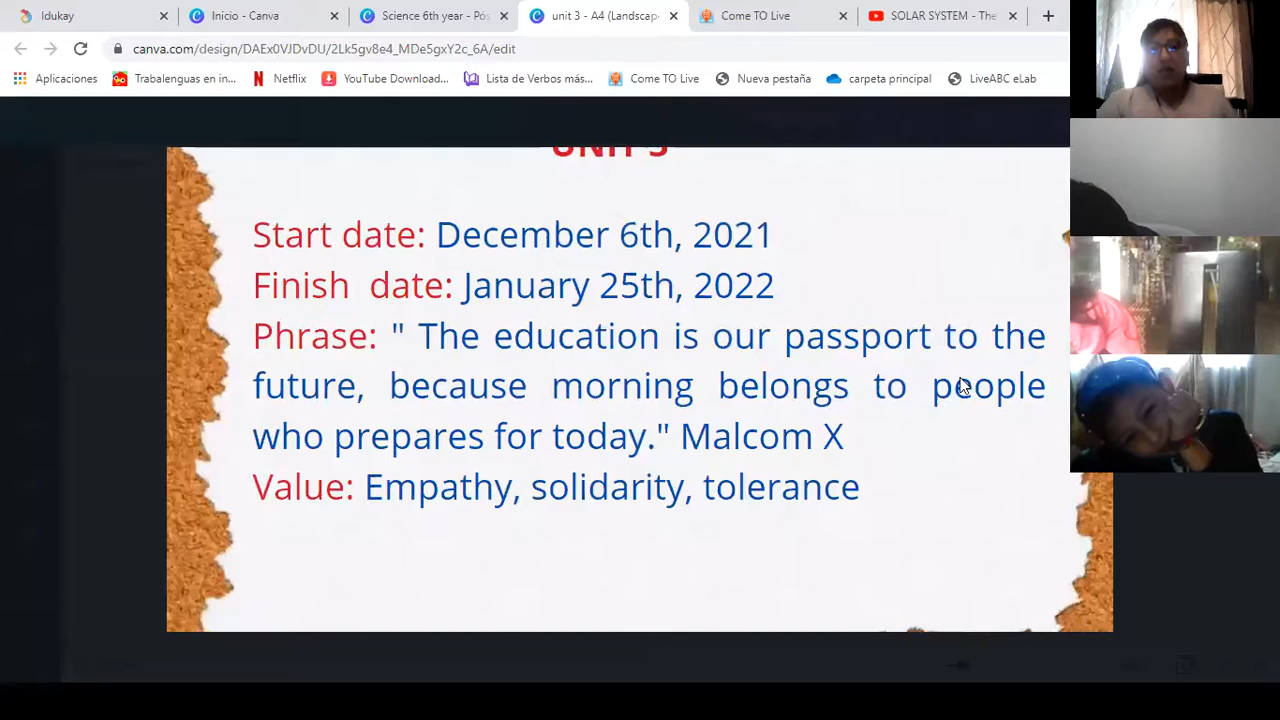 Idukay
Inicio - Canva
Science 6th year - Pós
unit 3 - A4 (Landscap
Come TO Live
SOLAR SYSTEM - The
canva.com/design/DAEx0VJDvDU/2Lk5gv8e4_MDe5gxY2c_6A/edit
Aplicaciones
Trabalenguas en in...
Netflix
YouTube Download...
Lista de Verbos más...
Come TO Live
Nueva pestaña
carpeta principal
LiveABC eLab
UNIT 3
Start date: December 6th, 2021
Finish date: January 25th, 2022
Phrase: " The education is our passport to the
future, because morning belongs to people
who prepares for today." Malcom X
Value: Empathy, solidarity, tolerance